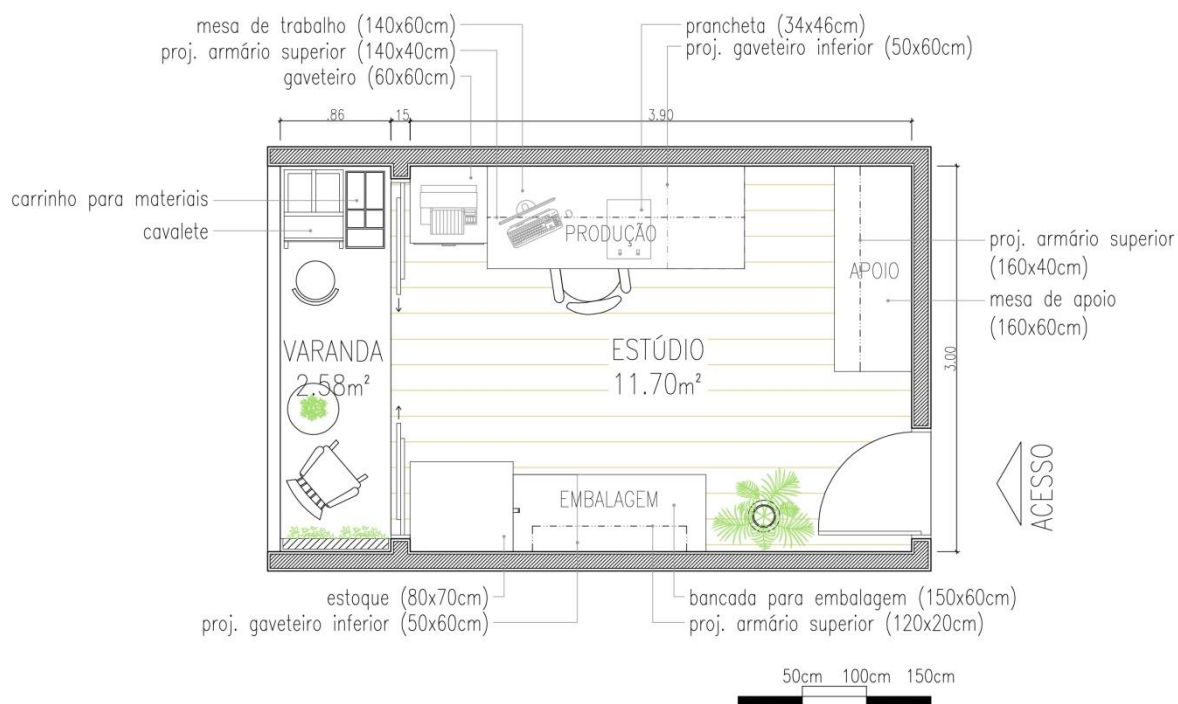 mesa de trabalho (140x60cm)
proj. armário superior (140x40cm)
gaveteiro (60x60cm)
prancheta (34x46cm)
proj. gaveteiro inferior (50x60cm)
.86
.15
3.90
carrinho para materiais
cavalete
PRODUÇÃO
APOIO
proj. armário superior
(160x40cm)
mesa de apoio
(160x60cm)
VARANDA
2.58m²
ESTÚDIO
11.70m²
3.00
EMBALAGEM
ACESSO
estoque (80x70cm)
proj. gaveteiro inferior (50x60cm)
bancada para embalagem (150x60cm)
proj. armário superior (120x20cm)
50cm 100cm 150cm